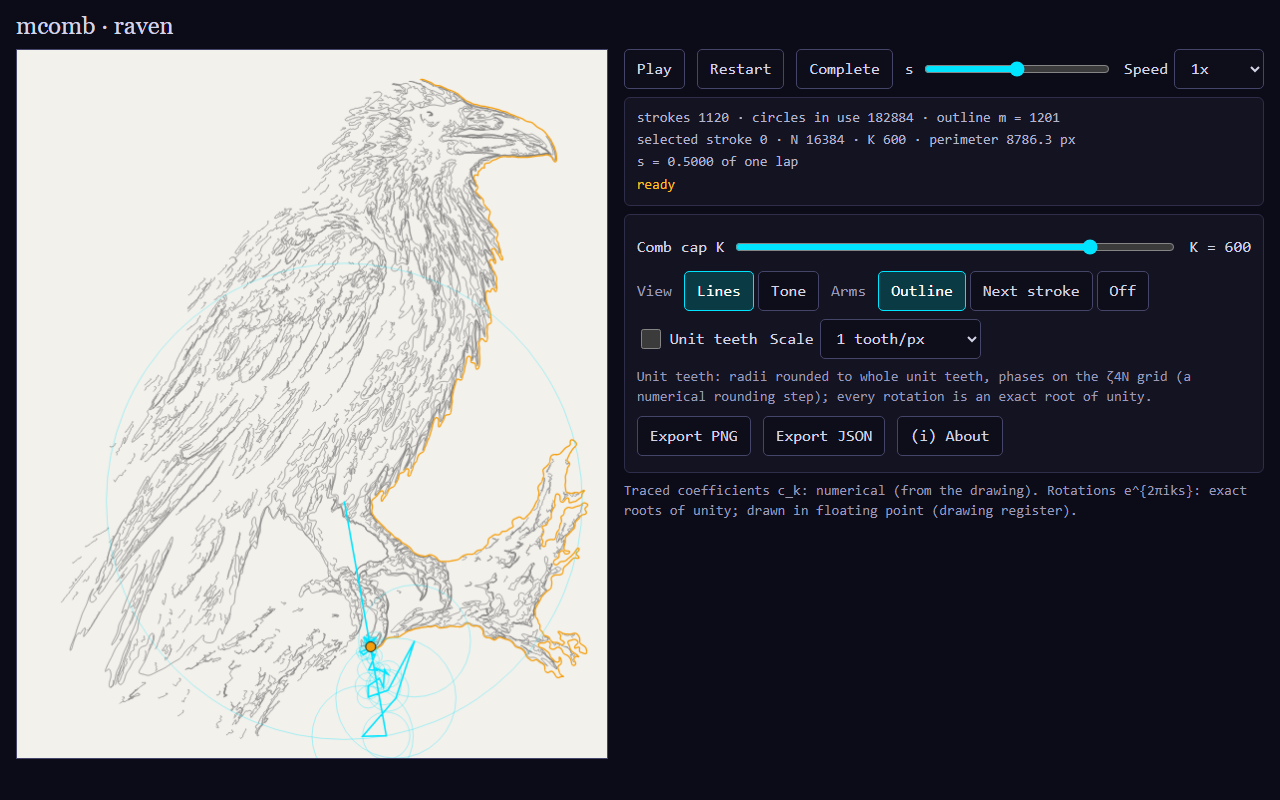 mcomb · raven
Play Restart Complete s Speed 1x
strokes 1120 · circles in use 182884 · outline m = 1201
selected stroke 0 · N 16384 · K 600 · perimeter 8786.3 px
s = 0.5000 of one lap
ready
Comb cap K K = 600
View Lines Tone Arms Outline Next stroke Off
Unit teeth Scale 1 tooth/px
Unit teeth: radii rounded to whole unit teeth, phases on the ζ4N grid (a
numerical rounding step); every rotation is an exact root of unity.
Export PNG Export JSON (i) About
Traced coefficients c_k: numerical (from the drawing). Rotations e^{2πiks}: exact
roots of unity; drawn in floating point (drawing register).